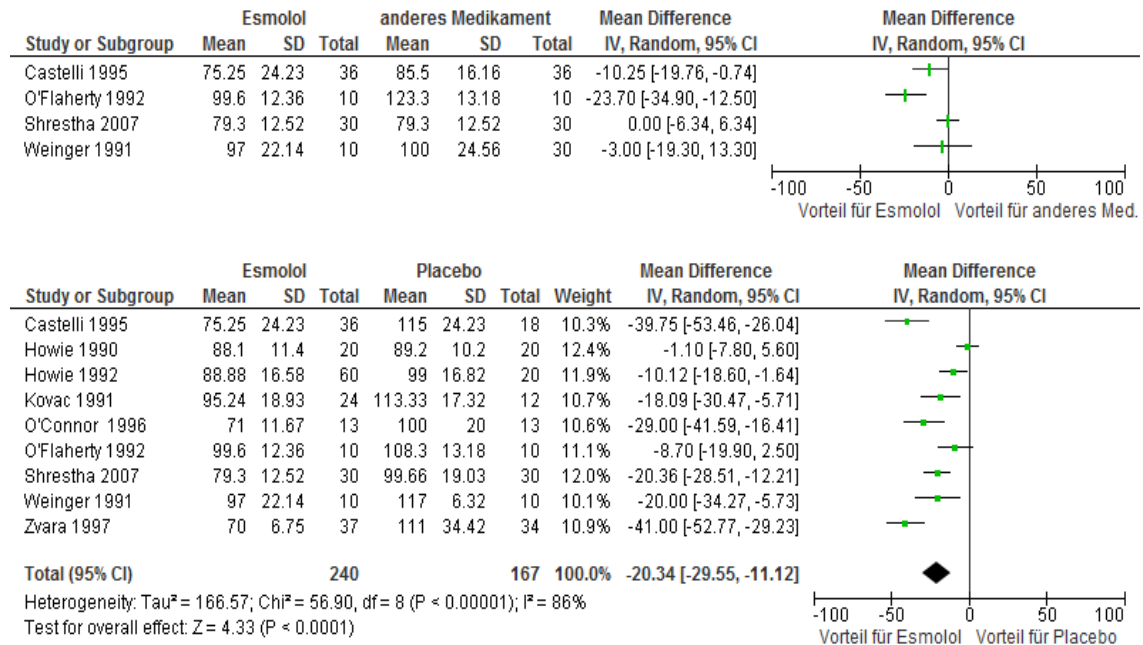 Esmolol anderes Medikament Mean Difference Mean Difference
Study or Subgroup Mean SD Total Mean SD Total IV, Random, 95% CI IV, Random, 95% CI
Castelli 1995 75.25 24.23 36 85.5 16.16 36 -10.25 [-19.76, -0.74]
O'Flaherty 1992 99.6 12.36 10 123.3 13.18 10 -23.70 [-34.90, -12.50]
Shrestha 2007 79.3 12.52 30 79.3 12.52 30 0.00 [-6.34, 6.34]
Weinger 1991 97 22.14 10 100 24.56 30 -3.00 [-19.30, 13.30]
-100 -50 0 50 100
Vorteil für Esmolol Vorteil für anderes Med.
Esmolol Placebo Mean Difference Mean Difference
Study or Subgroup Mean SD Total Mean SD Total Weight IV, Random, 95% CI IV, Random, 95% CI
Castelli 1995 75.25 24.23 36 115 24.23 18 10.3% -39.75 [-53.46, -26.04]
Howie 1990 88.1 11.4 20 89.2 10.2 20 12.4% -1.10 [-7.80, 5.60]
Howie 1992 88.88 16.58 60 99 16.82 20 11.9% -10.12 [-18.60, -1.64]
Kovac 1991 95.24 18.93 24 113.33 17.32 12 10.7% -18.09 [-30.47, -5.71]
O'Connor 1996 71 11.67 13 100 20 13 10.6% -29.00 [-41.59, -16.41]
O'Flaherty 1992 99.6 12.36 10 108.3 13.18 10 11.1% -8.70 [-19.90, 2.50]
Shrestha 2007 79.3 12.52 30 99.66 19.03 30 12.0% -20.36 [-28.51, -12.21]
Weinger 1991 97 22.14 10 117 6.32 10 10.1% -20.00 [-34.27, -5.73]
Zvara 1997 70 6.75 37 111 34.42 34 10.9% -41.00 [-52.77, -29.23]
Total (95% CI) 240 167 100.0% -20.34 [-29.55, -11.12]
Heterogeneity: Tau² = 166.57; Chi² = 56.90, df = 8 (P < 0.00001); I² = 86%
Test for overall effect: Z = 4.33 (P < 0.0001)
-100 -50 0 50 100
Vorteil für Esmolol Vorteil für Placebo